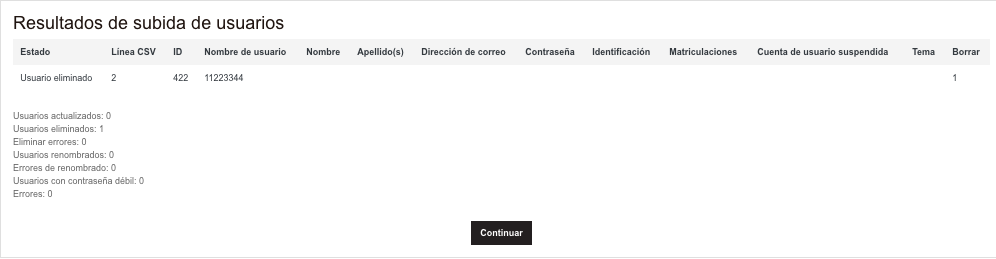 Resultados de subida de usuarios
Estado Línea CSV ID Nombre de usuario Nombre Apellido(s) Dirección de correo Contraseña Identificación Matriculaciones Cuenta de usuario suspendida Tema Borrar
Usuario eliminado 2 422 11223344 1
Usuarios actualizados: 0
Usuarios eliminados: 1
Eliminar errores: 0
Usuarios renombrados: 0
Errores de renombrado: 0
Usuarios con contraseña débil: 0
Errores: 0
Continuar